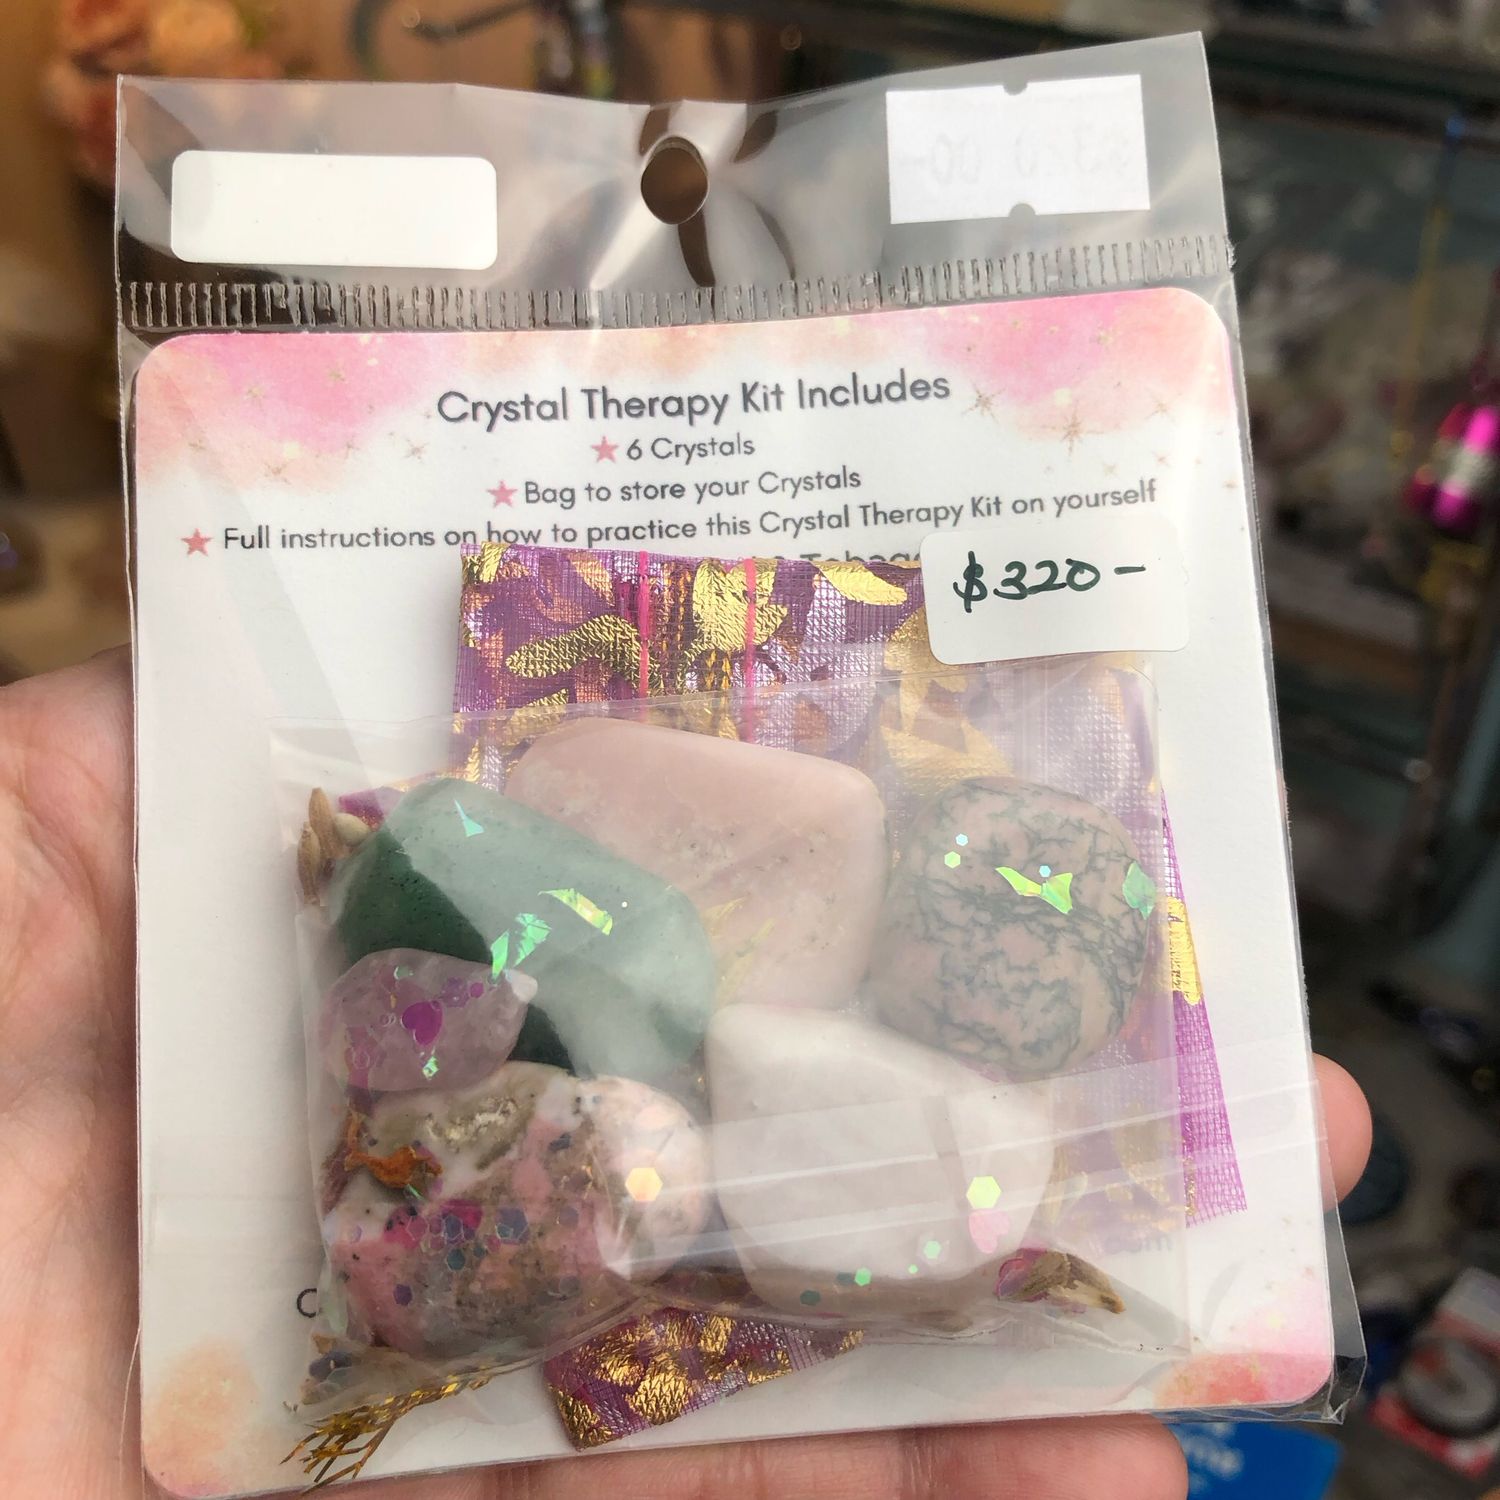 Crystal Therapy Kit Includes
6 Crystals
Bag to store your Crystals
Full instructions on how to practice this Crystal Therapy Kit on yourself
$320-